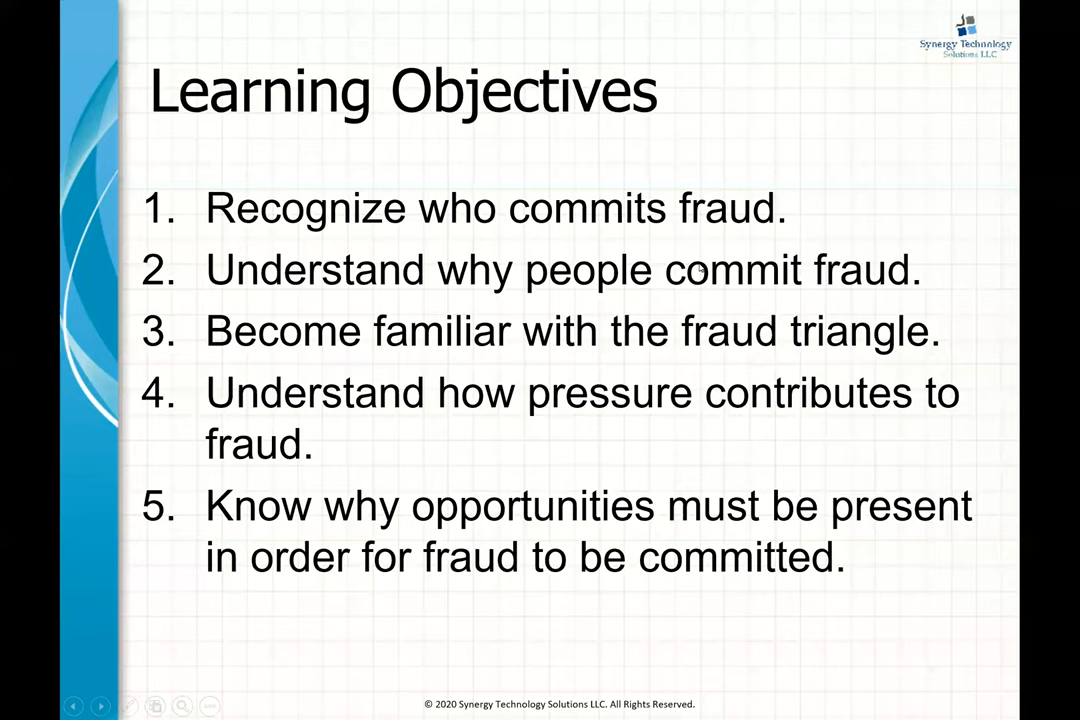 Synergy Technology
Solutions LLC
Learning Objectives
1. Recognize who commits fraud.
2. Understand why people commit fraud.
3. Become familiar with the fraud triangle.
4. Understand how pressure contributes to
fraud.
5. Know why opportunities must be present
in order for fraud to be committed.
© 2020 Synergy Technology Solutions LLC. All Rights Reserved.